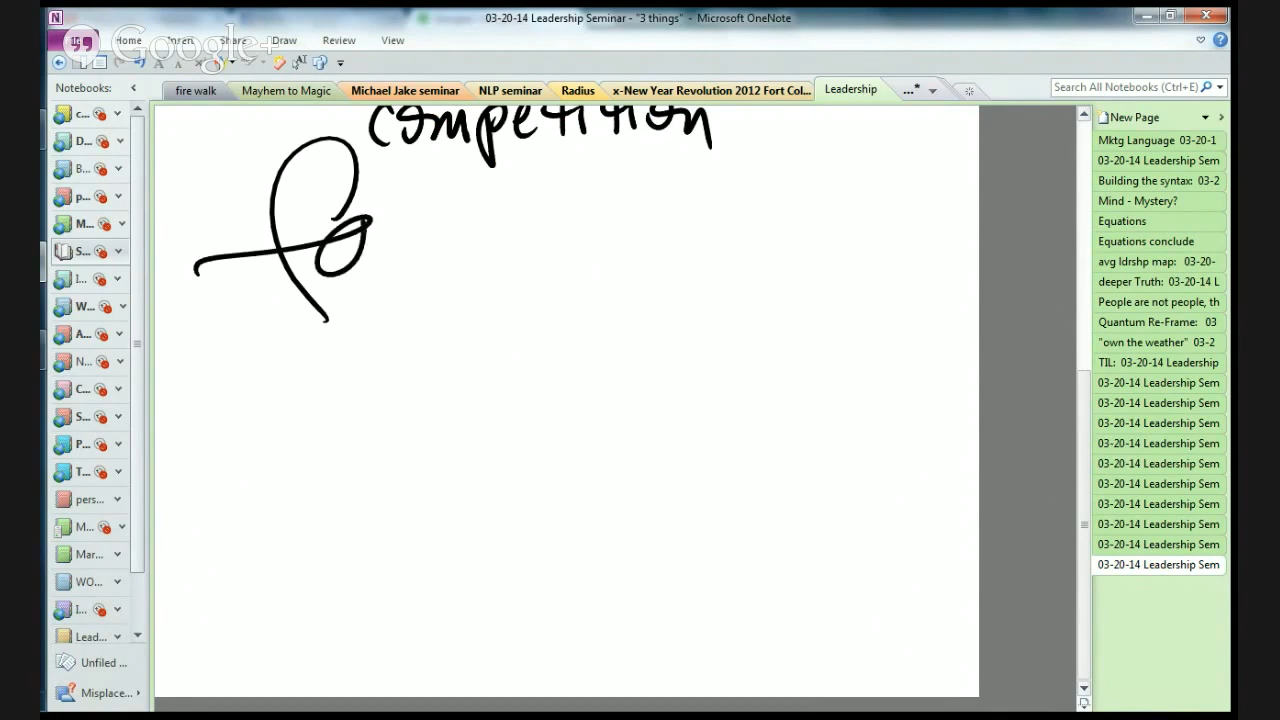 03-20-14 Leadership Seminar - "3 things" - Microsoft OneNote
Google+
Home Insert Share Draw Review View
Notebooks:
fire walk Mayhem to Magic Michael Jake seminar NLP seminar Radius x-New Year Revolution 2012 Fort Col... Leadership ...*
Search All Notebooks (Ctrl+E)
competition
C...
D...
B...
p...
M...
S...
I...
W...
A...
N...
C...
S...
P...
T...
pers...
M...
Mar...
WO...
I...
Lead...
Unfiled ...
Misplace...
New Page
Mktg Language 03-20-1
03-20-14 Leadership Sem
Building the syntax: 03-2
Mind - Mystery?
Equations
Equations conclude
avg ldrshp map: 03-20-
deeper Truth: 03-20-14 L
People are not people, th
Quantum Re-Frame: 03
"own the weather" 03-2
TIL: 03-20-14 Leadership
03-20-14 Leadership Sem
03-20-14 Leadership Sem
03-20-14 Leadership Sem
03-20-14 Leadership Sem
03-20-14 Leadership Sem
03-20-14 Leadership Sem
03-20-14 Leadership Sem
03-20-14 Leadership Sem
03-20-14 Leadership Sem
03-20-14 Leadership Sem